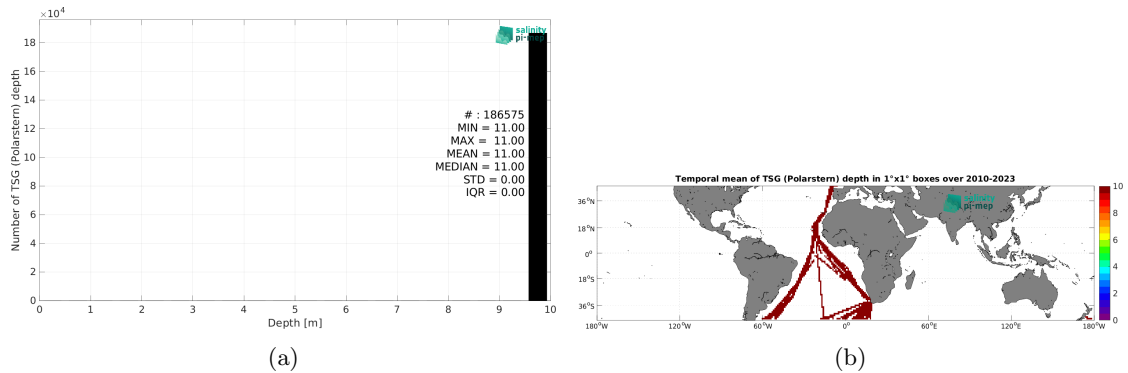 ×10⁴
salinity
pi-mep
18
16
14
12
10
8
6
4
2
0
Number of TSG (Polarstern) depth
# : 186575
MIN = 11.00
MAX = 11.00
MEAN = 11.00
MEDIAN = 11.00
STD = 0.00
IQR = 0.00
0 1 2 3 4 5 6 7 8 9 10
Depth [m]
(a)
Temporal mean of TSG (Polarstern) depth in 1°x1° boxes over 2010-2023
salinity
pi-mep
36°N
18°N
0°
18°S
36°S
180°W 120°W 60°W 0° 60°E 120°E 180°W
10
8
6
4
2
0
(b)